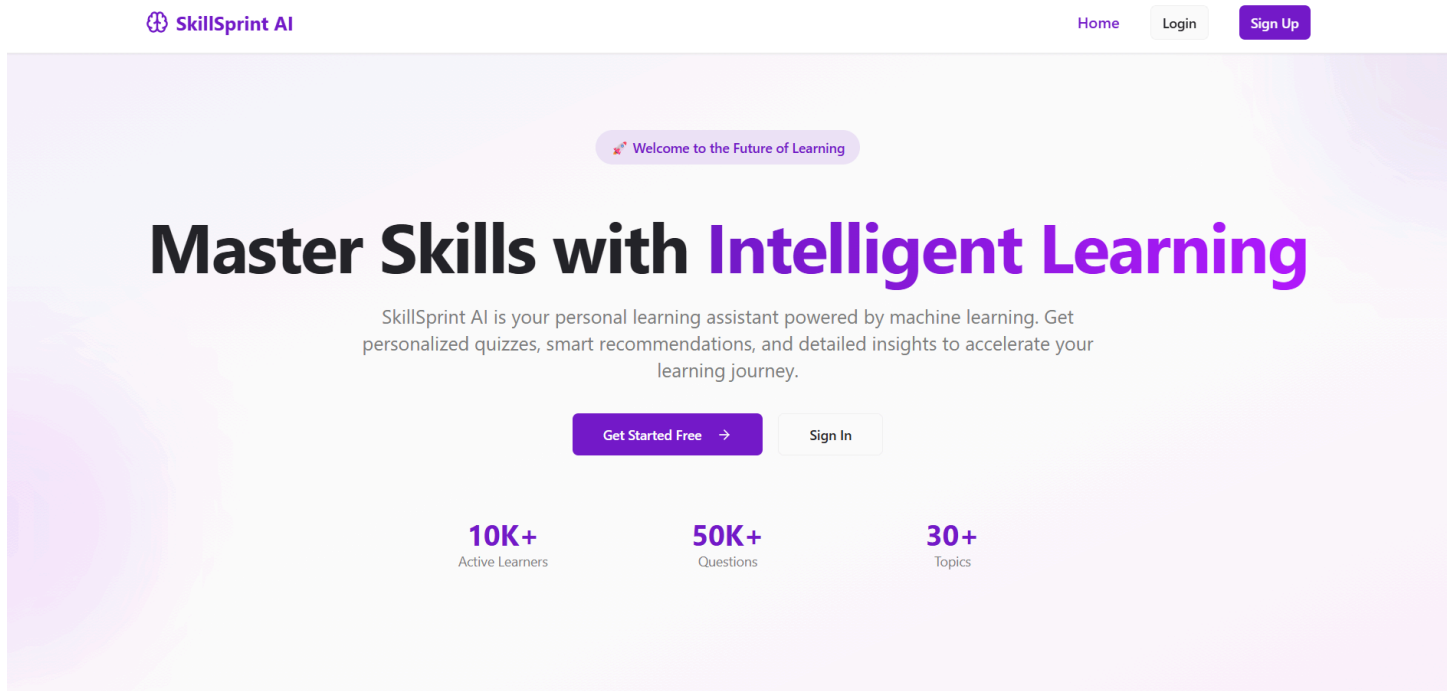 SkillSprint AI
Home
Login
Sign Up
🚀 Welcome to the Future of Learning
Master Skills with Intelligent Learning
SkillSprint AI is your personal learning assistant powered by machine learning. Get
personalized quizzes, smart recommendations, and detailed insights to accelerate your
learning journey.
Get Started Free →
Sign In
10K+
Active Learners
50K+
Questions
30+
Topics